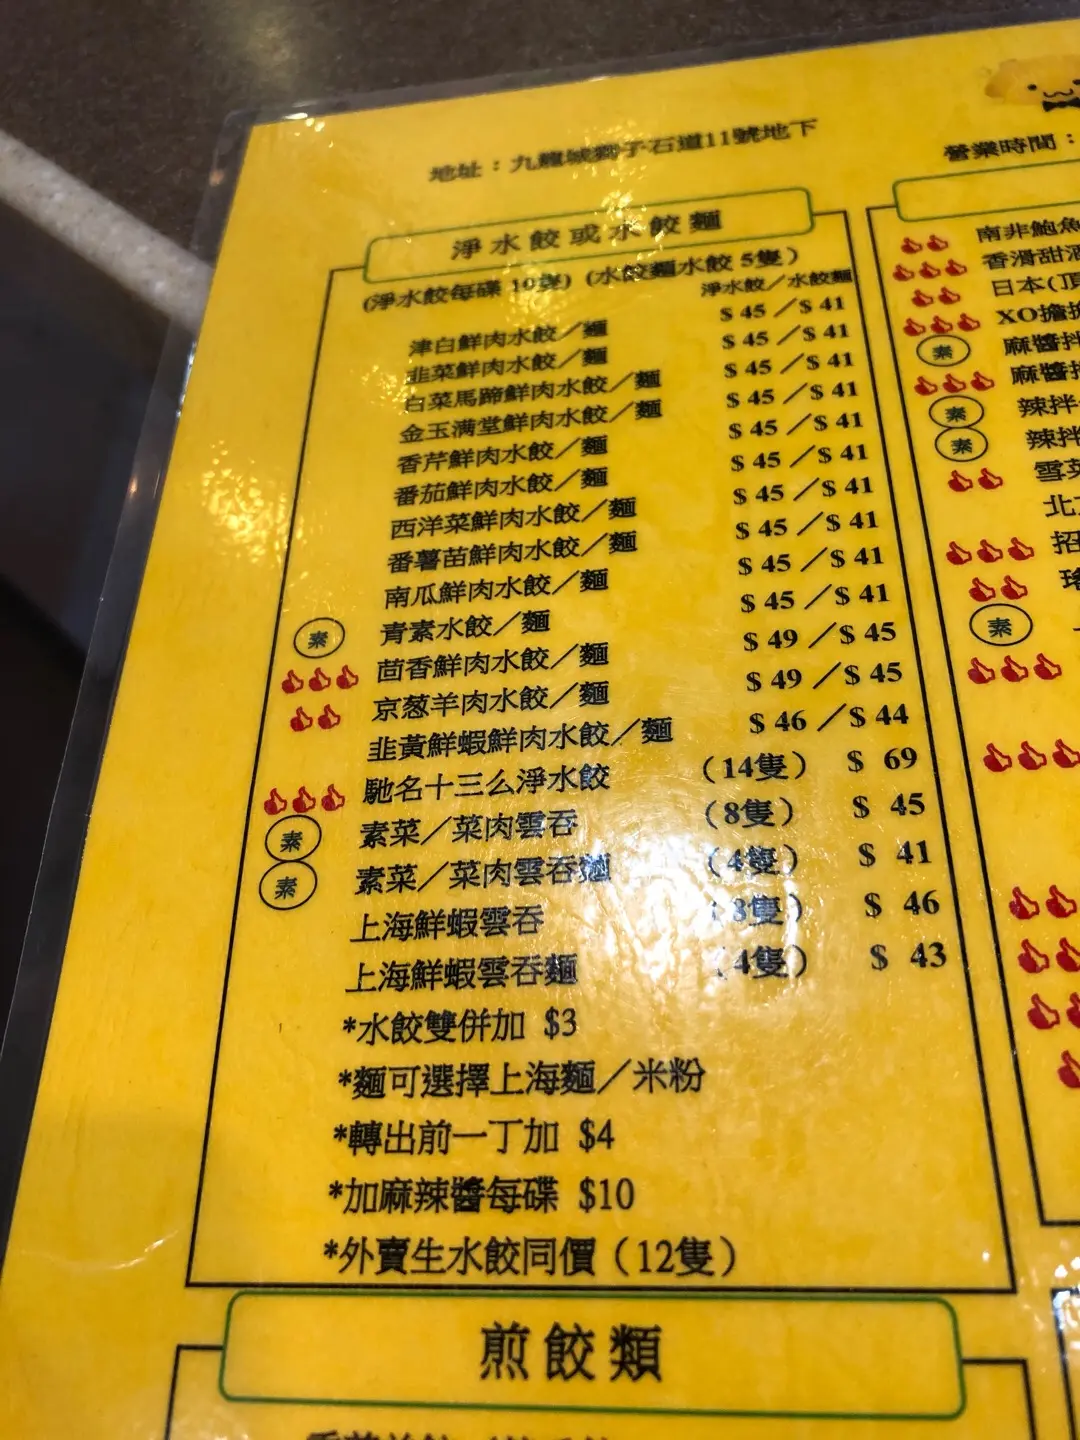 地址：九龍城獅子石道11號地下
營業時間：
淨水餃或水餃麵
(淨水餃每碟 10隻) (水餃麵水餃 5隻)
淨水餃／水餃麵
津白鮮肉水餃／麵 $ 45 ／$ 41
韭菜鮮肉水餃／麵 $ 45 ／$ 41
白菜馬蹄鮮肉水餃／麵 $ 45 ／$ 41
金玉满堂鮮肉水餃／麵 $ 45 ／$ 41
香芹鮮肉水餃／麵 $ 45 ／$ 41
番茄鮮肉水餃／麵 $ 45 ／$ 41
西洋菜鮮肉水餃／麵 $ 45 ／$ 41
番薯苗鮮肉水餃／麵 $ 45 ／$ 41
南瓜鮮肉水餃／麵 $ 45 ／$ 41
素 青素水餃／麵 $ 45 ／$ 41
茴香鮮肉水餃／麵 $ 49 ／$ 45
京葱羊肉水餃／麵 $ 49 ／$ 45
韭黃鮮蝦鮮肉水餃／麵 $ 46 ／$ 44
馳名十三么淨水餃 (14隻) $ 69
素 素菜／菜肉雲吞 (8隻) $ 45
素 素菜／菜肉雲吞麵 (4隻) $ 41
上海鮮蝦雲吞 (8隻) $ 46
上海鮮蝦雲吞麵 (4隻) $ 43
*水餃雙併加 $3
*麵可選擇上海麵／米粉
*轉出前一丁加 $4
*加麻辣醬每碟 $10
*外賣生水餃同價 (12隻)
煎餃類
南非鮑魚
香滑甜酒
日本(頂
XO擔擔
素 麻醬拌
麻醬拌
素 辣拌
素 辣拌
雪菜
北
招
素